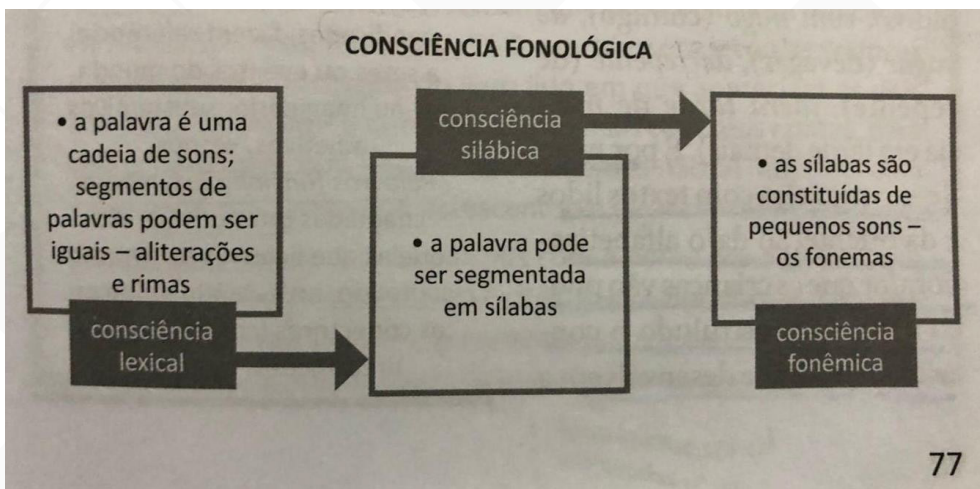 CONSCIÊNCIA FONOLÓGICA
• a palavra é uma
cadeia de sons;
segmentos de
palavras podem ser
iguais – aliterações
e rimas
consciência
lexical
consciência
silábica
• a palavra pode
ser segmentada
em sílabas
• as sílabas são
constituídas de
pequenos sons –
os fonemas
consciência
fonêmica
77